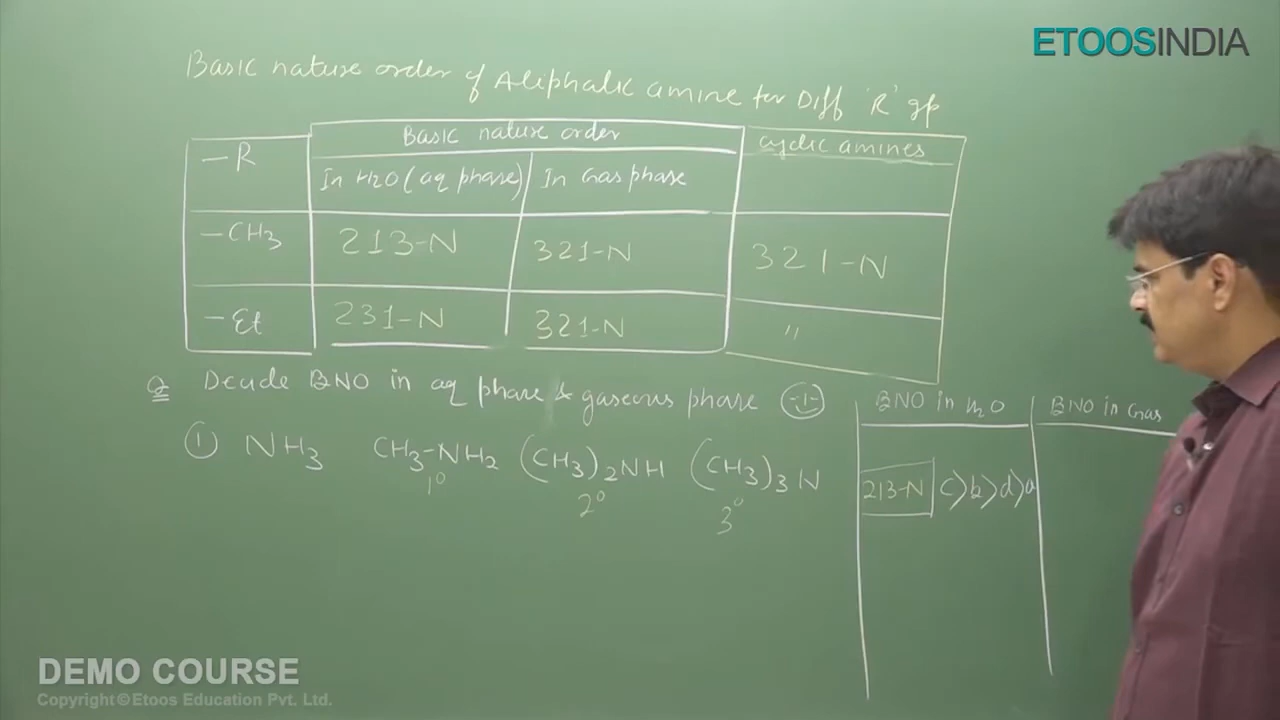 ETOOSINDIA
Basic nature order of Aliphalic amine for Diff 'R' gp
-R
Basic nature order
cyclic amines
In H2O (aq phase)
In Gas phase
-CH3
213-N
321-N
321-N
-Et
231-N
321-N
"
Q Decide BNO in aq phase & gaseous phase
BNO in H2O
BNO in Gas
① NH3 CH3-NH2 (CH3)2NH (CH3)3N
1° 2° 3°
213-N c>b>d>a
DEMO COURSE
Copyright © Etoos Education Pvt. Ltd.